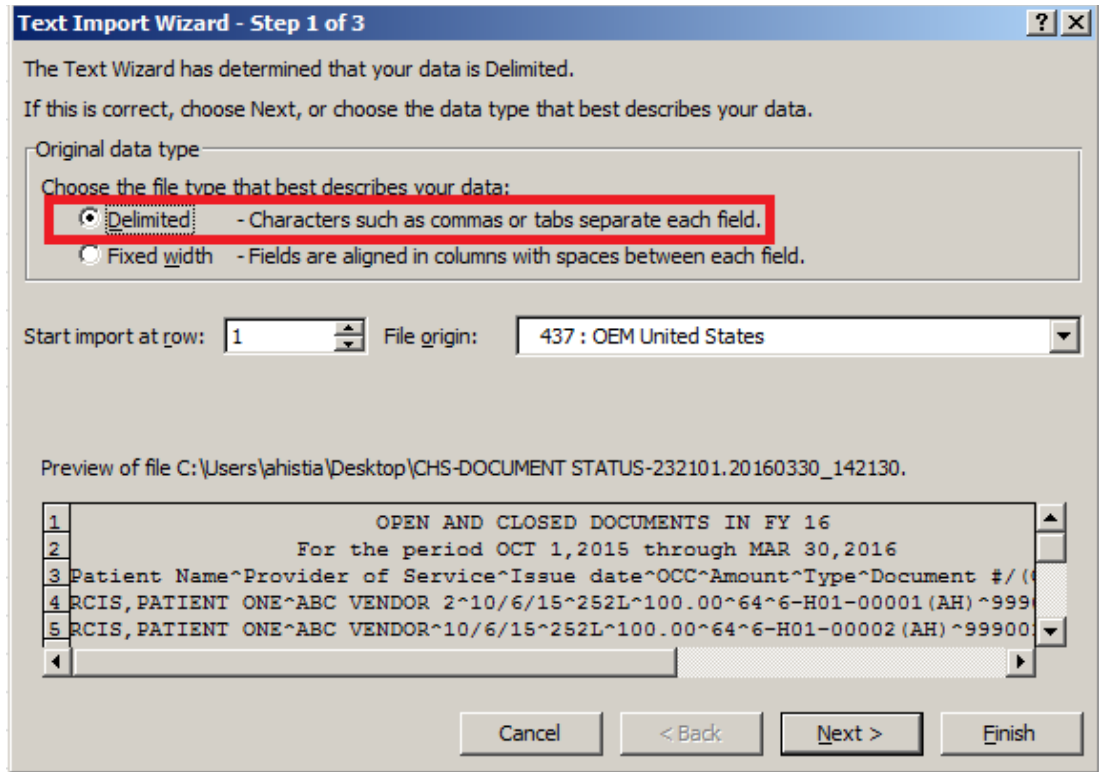 Text Import Wizard - Step 1 of 3
The Text Wizard has determined that your data is Delimited.
If this is correct, choose Next, or choose the data type that best describes your data.
Original data type
Choose the file type that best describes your data:
Delimited - Characters such as commas or tabs separate each field.
Fixed width - Fields are aligned in columns with spaces between each field.
Start import at row: 1 File origin: 437 : OEM United States
Preview of file C:\Users\ahistia\Desktop\CHS-DOCUMENT STATUS-232101.20160330_142130.
1 OPEN AND CLOSED DOCUMENTS IN FY 16
2 For the period OCT 1,2015 through MAR 30,2016
3 Patient Name^Provider of Service^Issue date^OCC^Amount^Type^Document #/(
4 RCIS,PATIENT ONE^ABC VENDOR 2^10/6/15^252L^100.00^64^6-H01-00001(AH)^999
5 RCIS,PATIENT ONE^ABC VENDOR^10/6/15^252L^100.00^64^6-H01-00002(AH)^99900
Cancel < Back Next > Finish